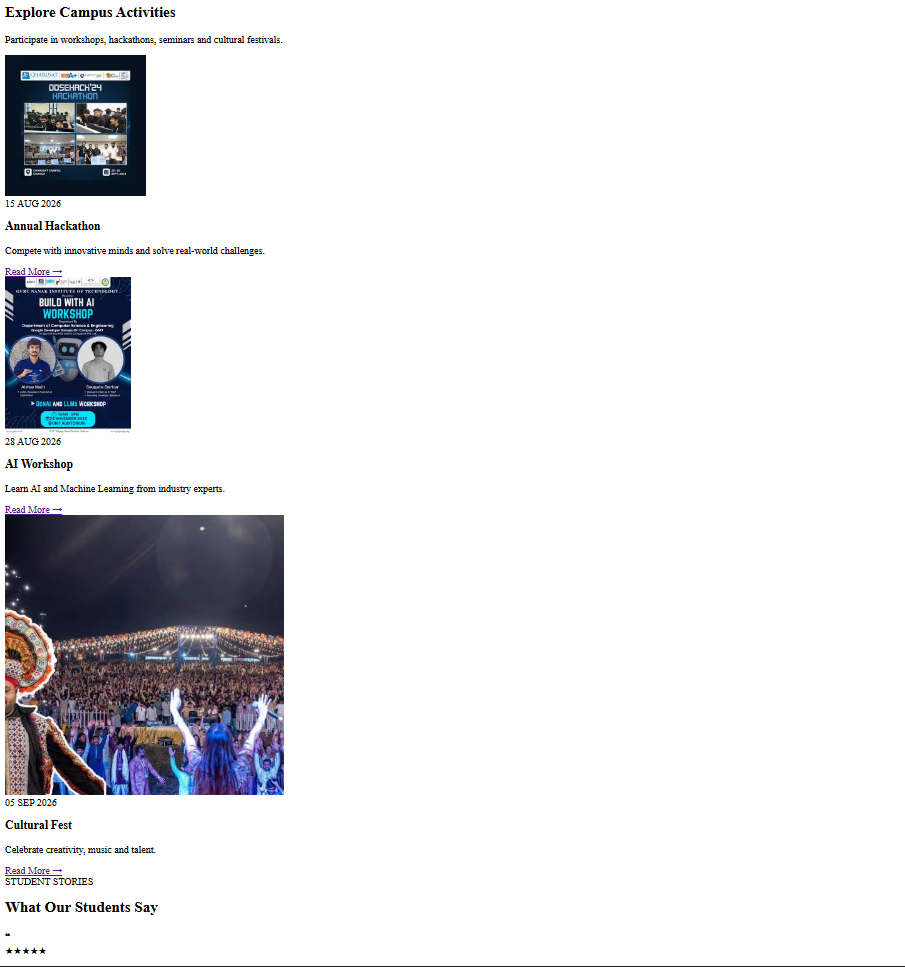 Explore Campus Activities
Participate in workshops, hackathons, seminars and cultural festivals.
CHARUSAT
DOSEHACK'24
HACKATHON
15 AUG 2026
Annual Hackathon
Compete with innovative minds and solve real-world challenges.
Read More →
GURU NANAK INSTITUTE OF TECHNOLOGY
BUILD WITH AI
WORKSHOP
Department of Computer Science & Engineering
GENAI AND LLMS WORKSHOP
28 AUG 2026
AI Workshop
Learn AI and Machine Learning from industry experts.
Read More →
05 SEP 2026
Cultural Fest
Celebrate creativity, music and talent.
Read More →
STUDENT STORIES
What Our Students Say
❝
★★★★★